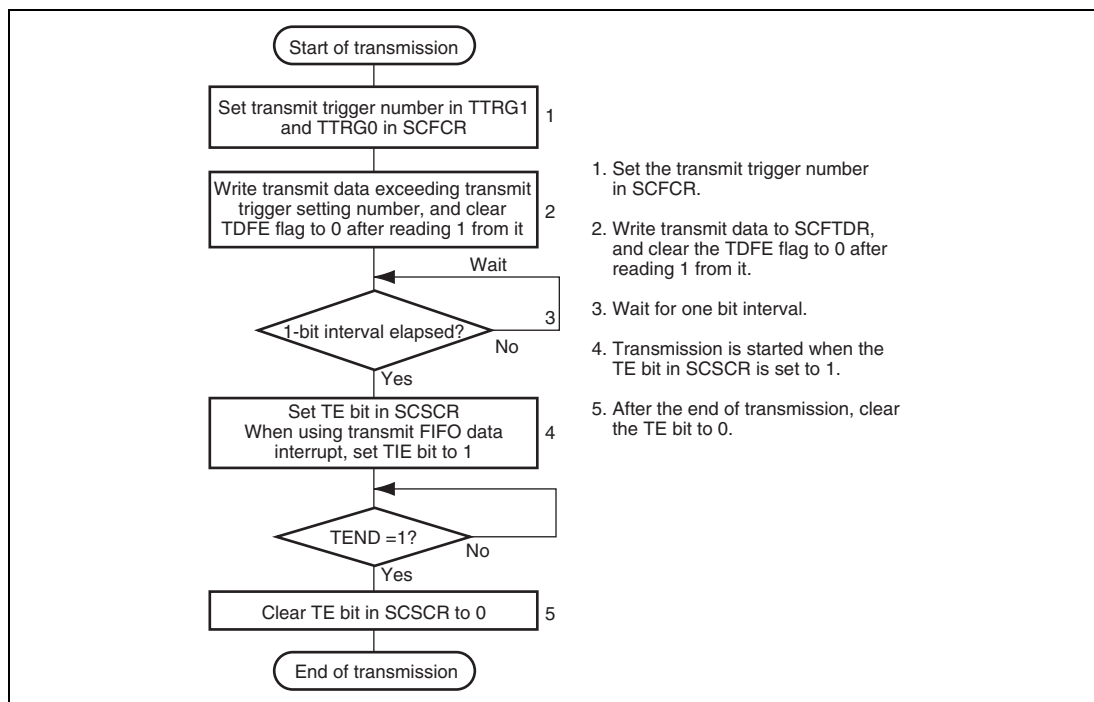 Start of transmission
Set transmit trigger number in TTRG1
and TTRG0 in SCFCR
1
Write transmit data exceeding transmit
trigger setting number, and clear
TDFE flag to 0 after reading 1 from it
2
Wait
1-bit interval elapsed?
3
No
Yes
Set TE bit in SCSCR
When using transmit FIFO data
interrupt, set TIE bit to 1
4
TEND =1?
No
Yes
Clear TE bit in SCSCR to 0
5
End of transmission
1. Set the transmit trigger number
in SCFCR.
2. Write transmit data to SCFTDR,
and clear the TDFE flag to 0 after
reading 1 from it.
3. Wait for one bit interval.
4. Transmission is started when the
TE bit in SCSCR is set to 1.
5. After the end of transmission, clear
the TE bit to 0.